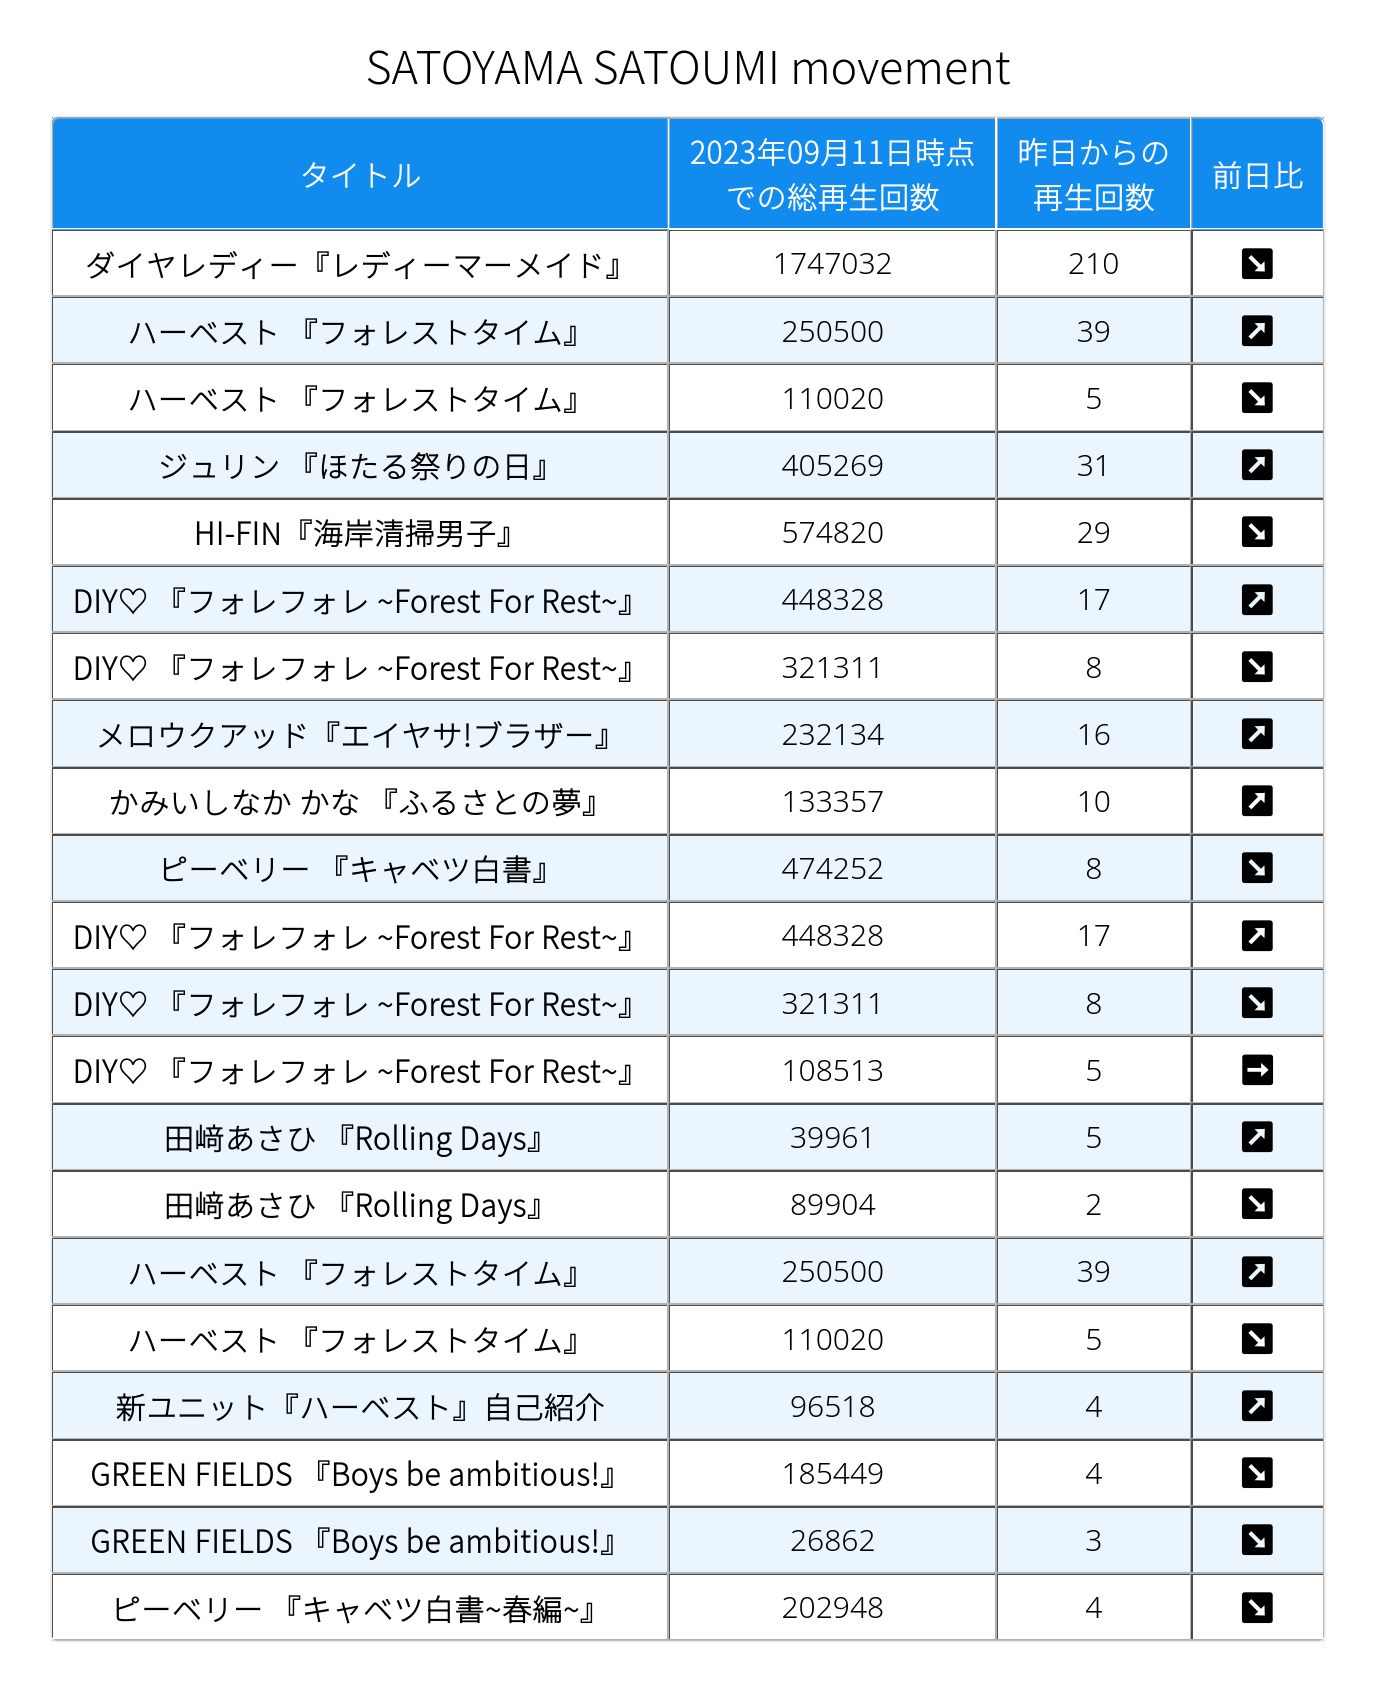 SATOYAMA SATOUMI movement
タイトル 2023年09月11日時点での総再生回数 昨日からの再生回数 前日比
ダイヤレディー『レディーマーメイド』 1747032 210 ↘
ハーベスト 『フォレストタイム』 250500 39 ↗
ハーベスト 『フォレストタイム』 110020 5 ↘
ジュリン 『ほたる祭りの日』 405269 31 ↗
HI-FIN『海岸清掃男子』 574820 29 ↘
DIY♡ 『フォレフォレ ~Forest For Rest~』 448328 17 ↗
DIY♡ 『フォレフォレ ~Forest For Rest~』 321311 8 ↘
メロウクアッド『エイヤサ!ブラザー』 232134 16 ↗
かみいしなか かな 『ふるさとの夢』 133357 10 ↗
ピーベリー 『キャベツ白書』 474252 8 ↘
DIY♡ 『フォレフォレ ~Forest For Rest~』 448328 17 ↗
DIY♡ 『フォレフォレ ~Forest For Rest~』 321311 8 ↘
DIY♡ 『フォレフォレ ~Forest For Rest~』 108513 5 →
田﨑あさひ 『Rolling Days』 39961 5 ↗
田﨑あさひ 『Rolling Days』 89904 2 ↘
ハーベスト 『フォレストタイム』 250500 39 ↗
ハーベスト 『フォレストタイム』 110020 5 ↘
新ユニット『ハーベスト』自己紹介 96518 4 ↗
GREEN FIELDS 『Boys be ambitious!』 185449 4 ↘
GREEN FIELDS 『Boys be ambitious!』 26862 3 ↘
ピーベリー 『キャベツ白書~春編~』 202948 4 ↘